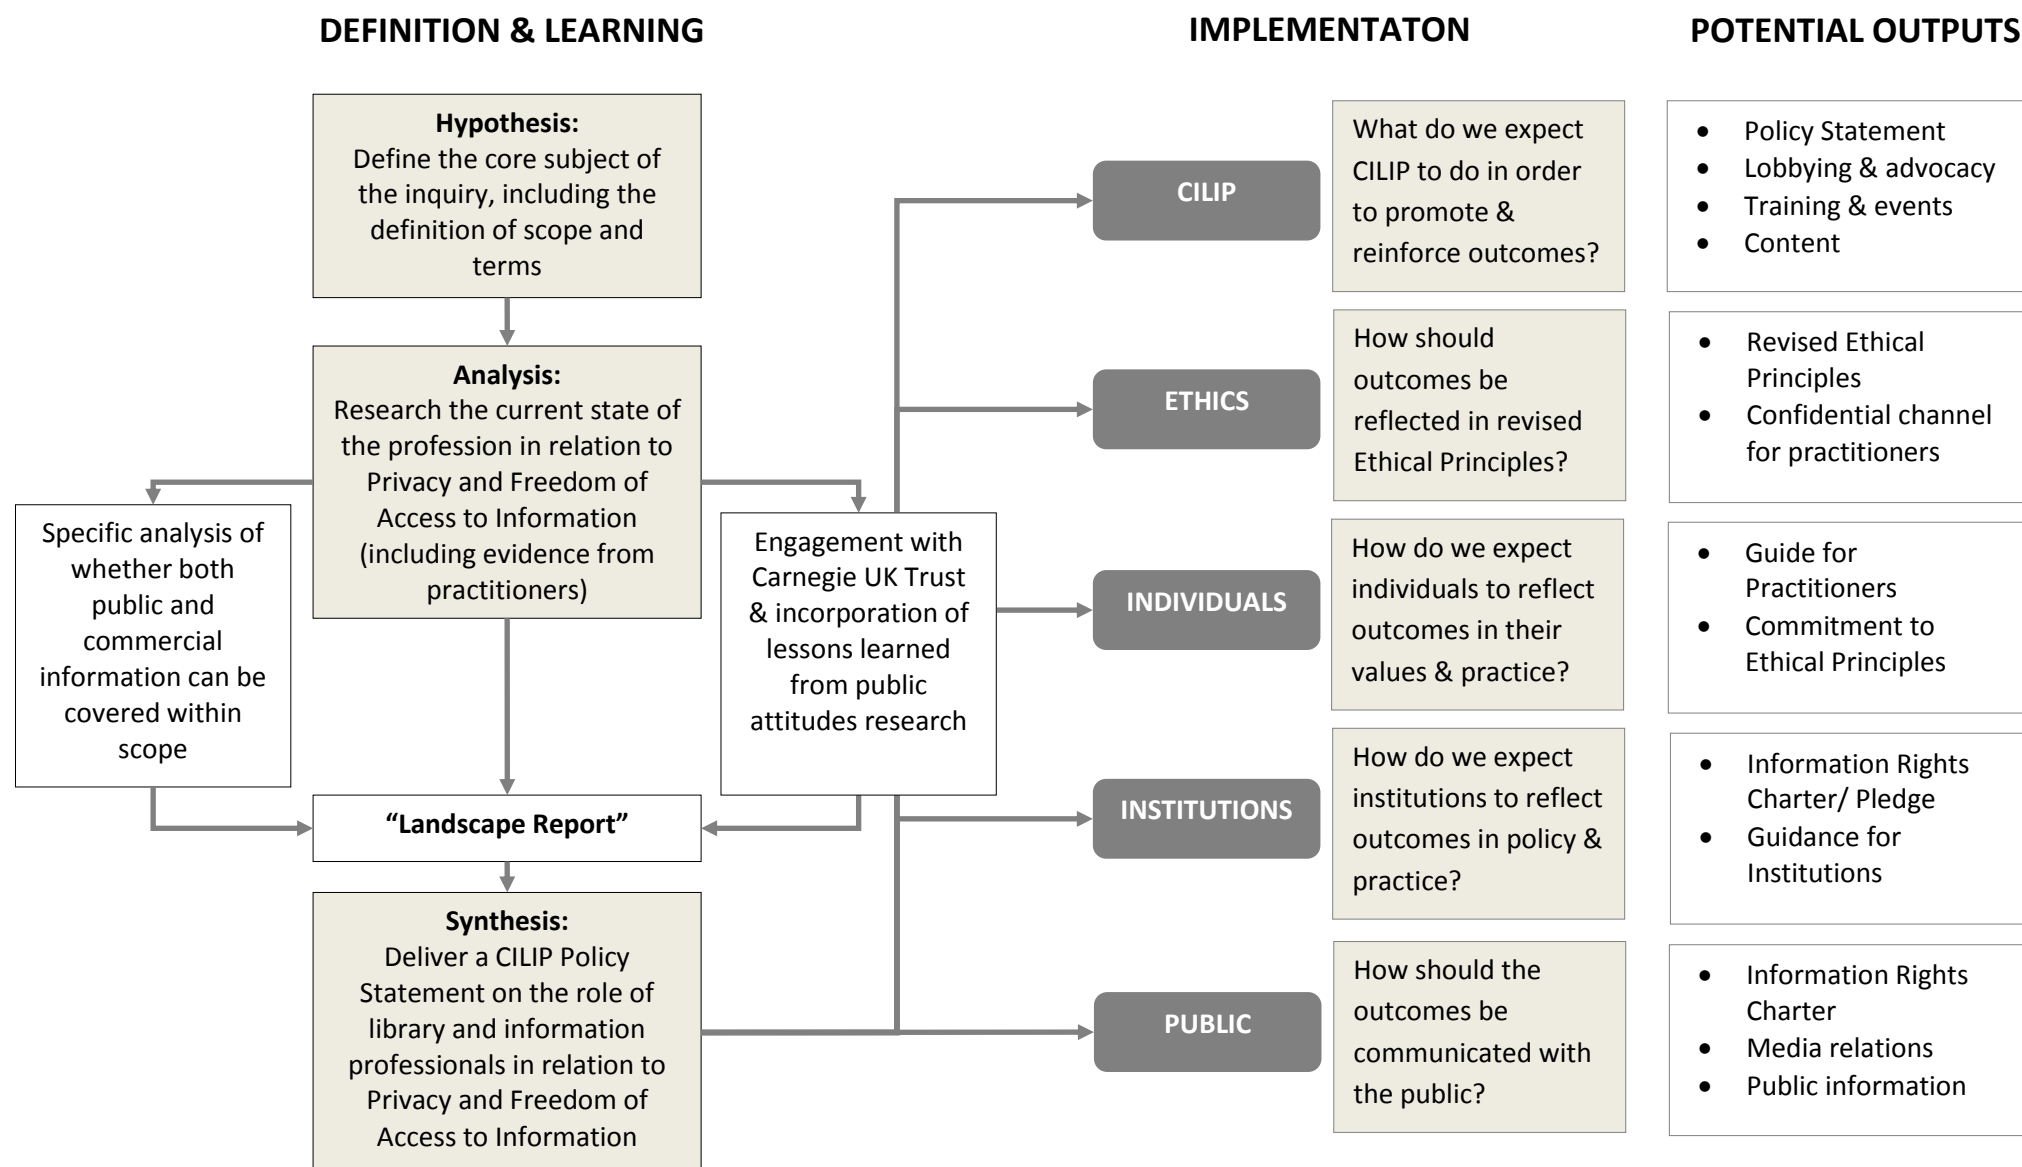 DEFINITION & LEARNING
IMPLEMENTATON
POTENTIAL OUTPUTS
Hypothesis:
Define the core subject of
the inquiry, including the
definition of scope and
terms
Analysis:
Research the current state of
the profession in relation to
Privacy and Freedom of
Access to Information
(including evidence from
practitioners)
Specific analysis of
whether both
public and
commercial
information can be
covered within
scope
Engagement with
Carnegie UK Trust
& incorporation of
lessons learned
from public
attitudes research
“Landscape Report”
Synthesis:
Deliver a CILIP Policy
Statement on the role of
library and information
professionals in relation to
Privacy and Freedom of
Access to Information
CILIP
What do we expect
CILIP to do in order
to promote &
reinforce outcomes?
• Policy Statement
• Lobbying & advocacy
• Training & events
• Content
ETHICS
How should
outcomes be
reflected in revised
Ethical Principles?
• Revised Ethical
Principles
• Confidential channel
for practitioners
INDIVIDUALS
How do we expect
individuals to reflect
outcomes in their
values & practice?
• Guide for
Practitioners
• Commitment to
Ethical Principles
INSTITUTIONS
How do we expect
institutions to reflect
outcomes in policy &
practice?
• Information Rights
Charter/ Pledge
• Guidance for
Institutions
PUBLIC
How should the
outcomes be
communicated with
the public?
• Information Rights
Charter
• Media relations
• Public information